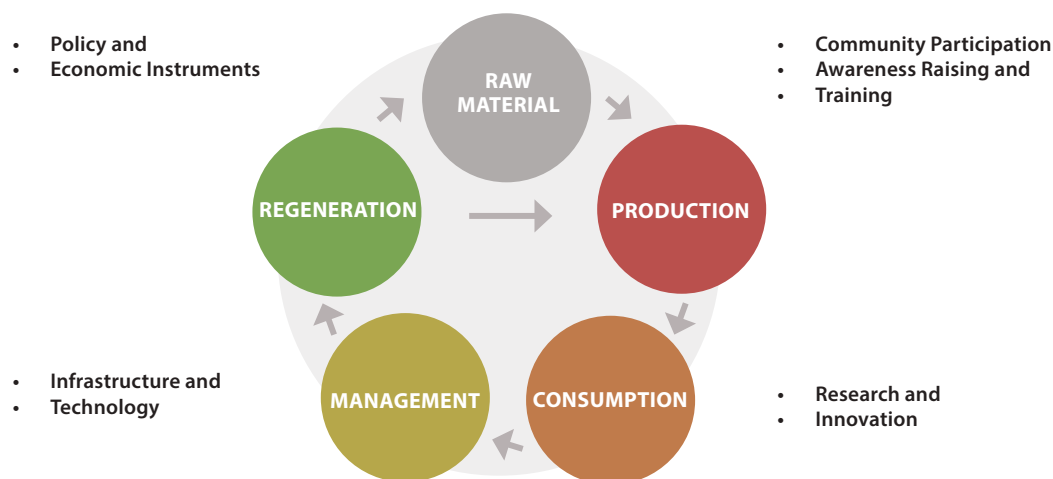 • Policy and
• Economic Instruments
RAW
MATERIAL
• Community Participation
• Awareness Raising and
• Training
REGENERATION
PRODUCTION
• Infrastructure and
• Technology
MANAGEMENT
CONSUMPTION
• Research and
• Innovation